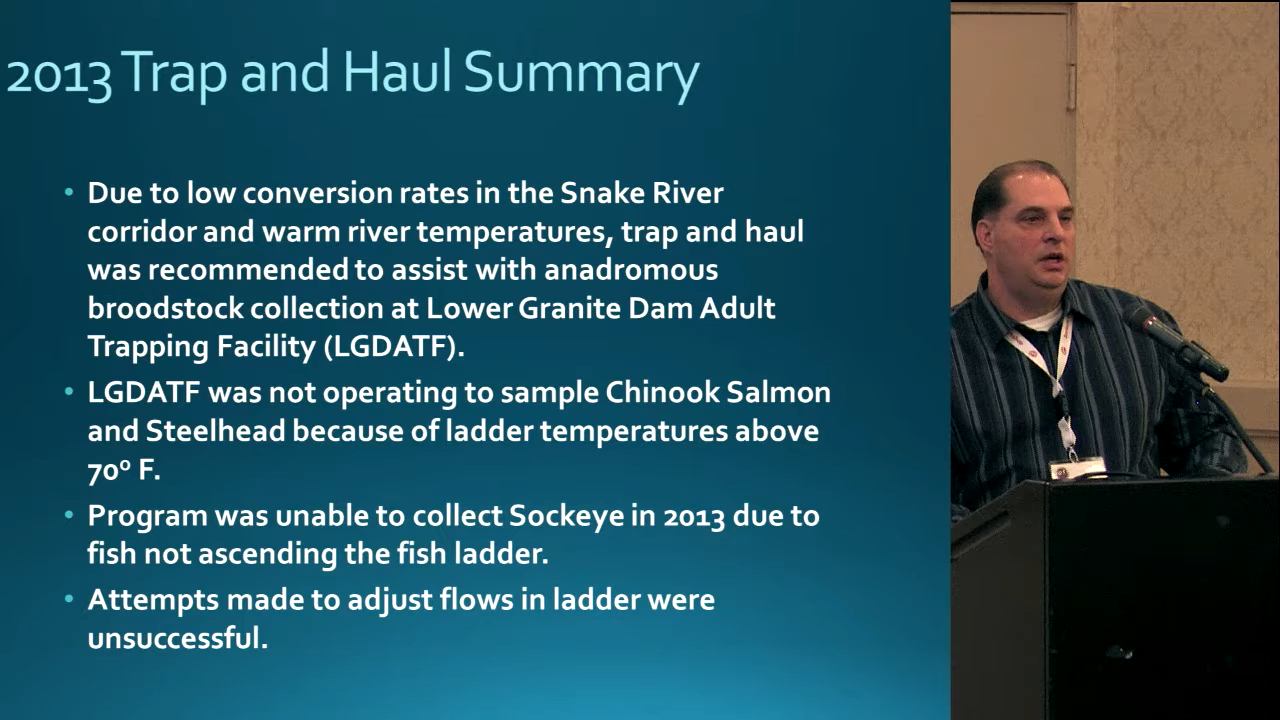 2013 Trap and Haul Summary
• Due to low conversion rates in the Snake River
corridor and warm river temperatures, trap and haul
was recommended to assist with anadromous
broodstock collection at Lower Granite Dam Adult
Trapping Facility (LGDATF).
• LGDATF was not operating to sample Chinook Salmon
and Steelhead because of ladder temperatures above
70º F.
• Program was unable to collect Sockeye in 2013 due to
fish not ascending the fish ladder.
• Attempts made to adjust flows in ladder were
unsuccessful.